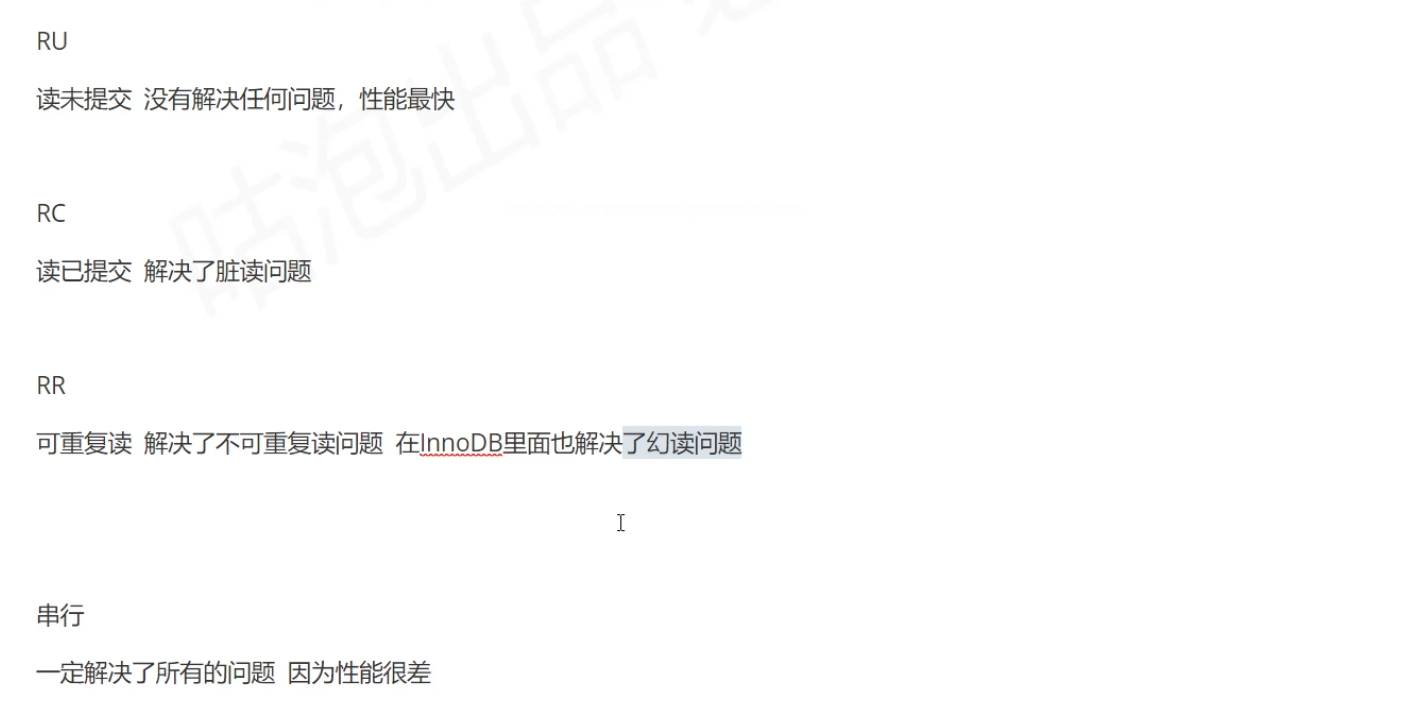 RU
读未提交 没有解决任何问题，性能最快
RC
读已提交 解决了脏读问题
RR
可重复读 解决了不可重复读问题 在InnoDB里面也解决了幻读问题
串行
一定解决了所有的问题 因为性能很差
咕泡出品